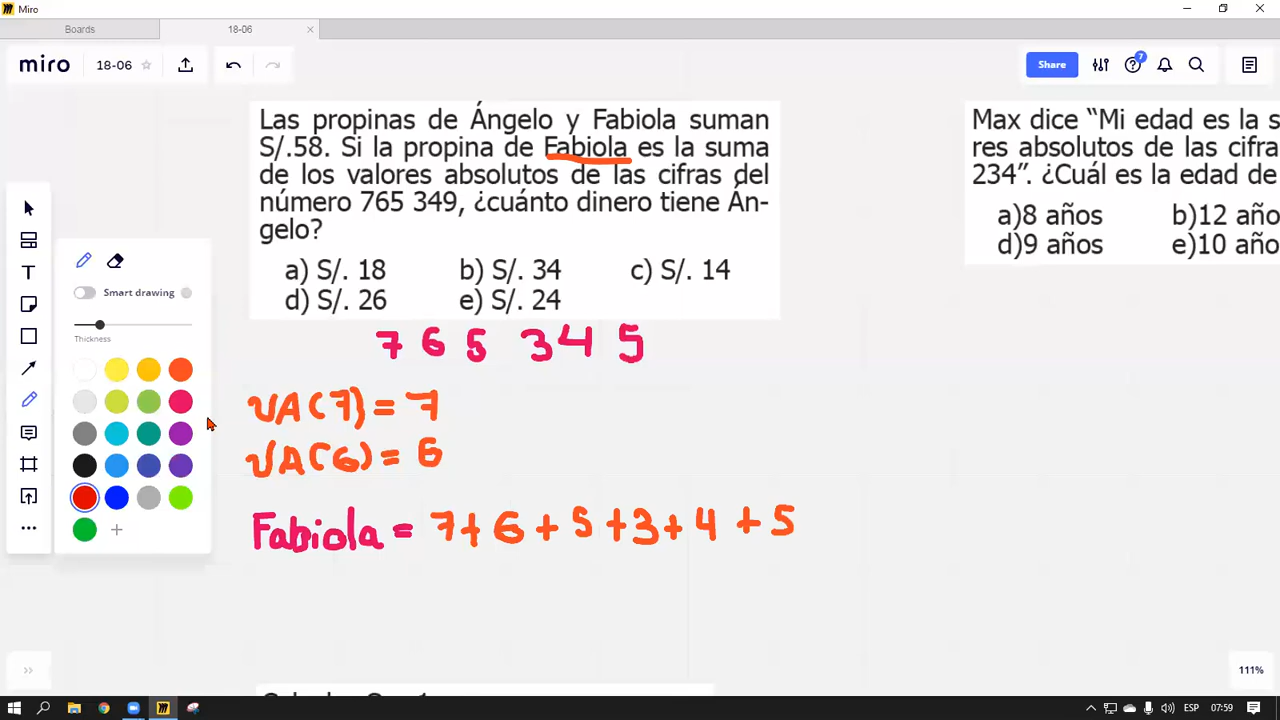 Miro
Boards
18-06
miro
18-06
Share
7
Las propinas de Ángelo y Fabiola suman
S/.58. Si la propina de Fabiola es la suma
de los valores absolutos de las cifras del
número 765 349, ¿cuánto dinero tiene Án-
gelo?
a) S/. 18 b) S/. 34 c) S/. 14
d) S/. 26 e) S/. 24
Max dice “Mi edad es la s
res absolutos de las cifra
234”. ¿Cuál es la edad de
a)8 años b)12 año
d)9 años e)10 año
Smart drawing
Thickness
7 6 5 3 4 5
VA(7) = 7
VA(6) = 6
Fabiola = 7+ 6 + 5 + 3 + 4 + 5
111%
ESP
07:59